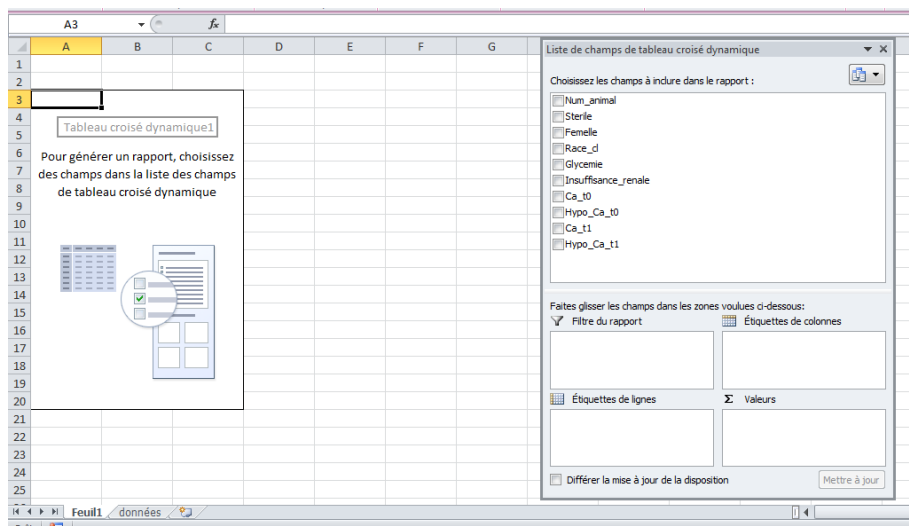 A3
fx
A B C D E F G
Liste de champs de tableau croisé dynamique
1
2
Choisissez les champs à inclure dans le rapport :
3
Num_animal
4
Sterile
Tableau croisé dynamique1
5
Femelle
6
Pour générer un rapport, choisissez
Race_cl
7
des champs dans la liste des champs
Glycemie
8
de tableau croisé dynamique
Insuffisance_renale
9
Ca_t0
10
Hypo_Ca_t0
11
Ca_t1
12
Hypo_Ca_t1
13
14
15
Faites glisser les champs dans les zones voulues ci-dessous:
16
Filtre du rapport
Étiquettes de colonnes
17
18
19
20
Étiquettes de lignes
Σ Valeurs
21
22
23
24
Différer la mise à jour de la disposition
Mettre à jour
25
Feuil1 données